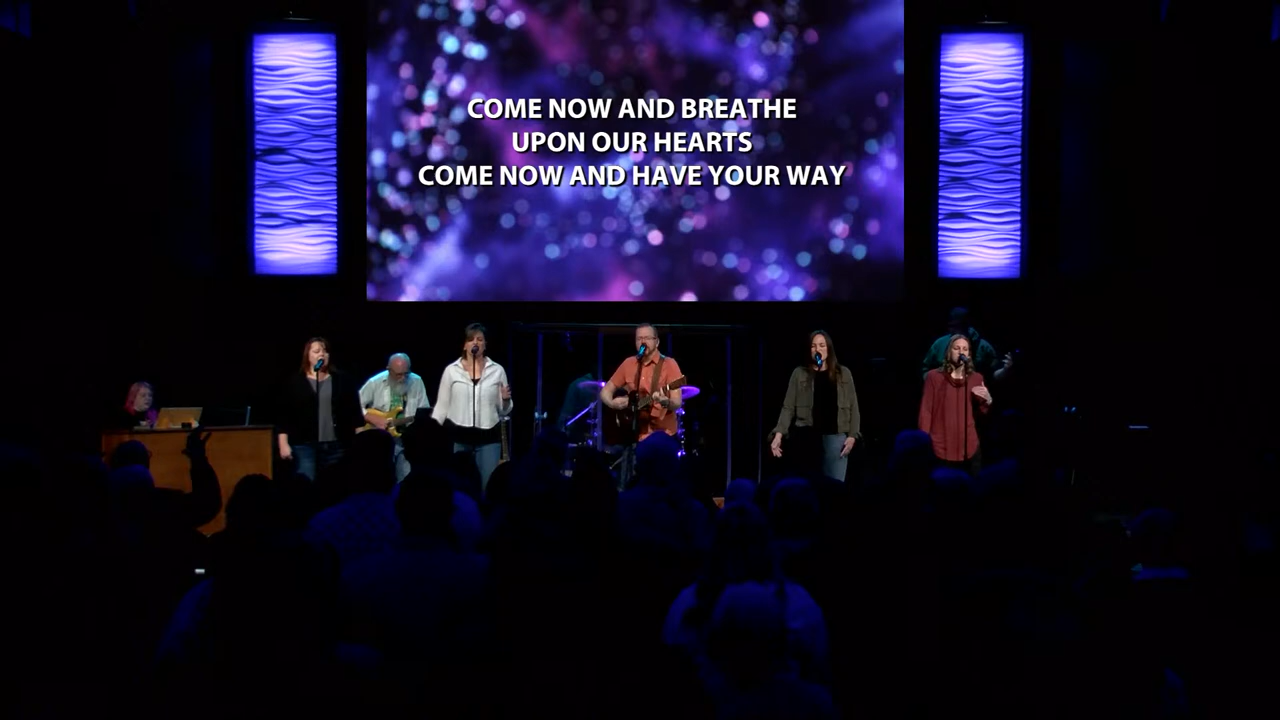 COME NOW AND BREATHE
UPON OUR HEARTS
COME NOW AND HAVE YOUR WAY